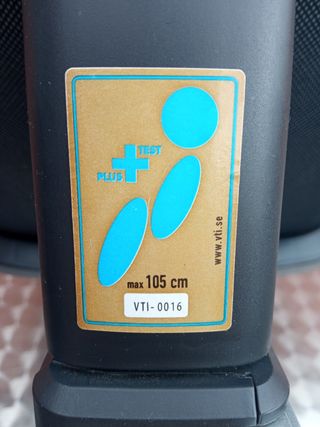 TEST
PLUS
www.vti.se
max 105 cm
VTI-0016